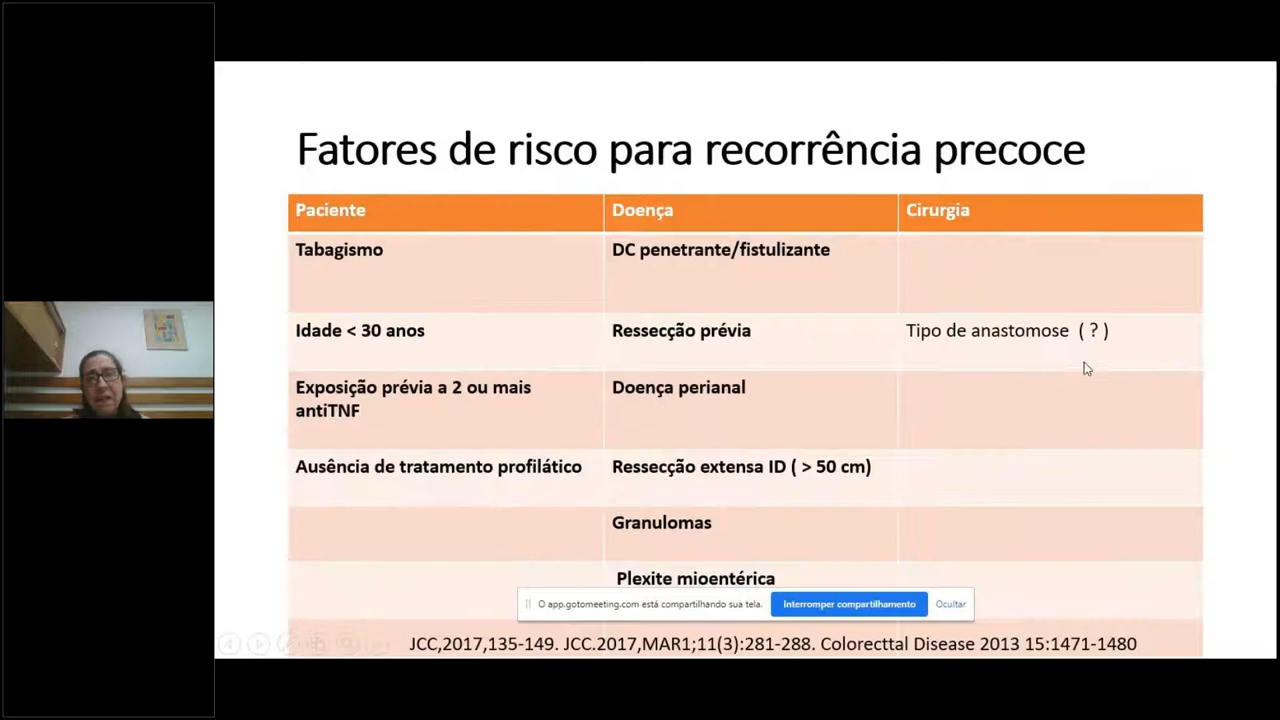 Fatores de risco para recorrência precoce
Paciente Doença Cirurgia
Tabagismo DC penetrante/fistulizante
Idade < 30 anos Ressecção prévia Tipo de anastomose ( ? )
Exposição prévia a 2 ou mais antiTNF Doença perianal
Ausência de tratamento profilático Ressecção extensa ID ( > 50 cm)
Granulomas
Plexite mioentérica
O app.gotomeeting.com está compartilhando sua tela. Interromper compartilhamento Ocultar
JCC,2017,135-149. JCC.2017,MAR1;11(3):281-288. Colorecttal Disease 2013 15:1471-1480